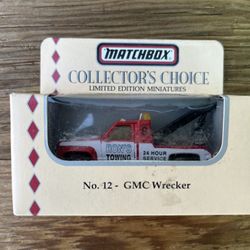 MATCHBOX
COLLECTOR'S CHOICE
LIMITED EDITION MINIATURES
RON'S
TOWING
24 HOUR
SERVICE
No. 12 - GMC Wrecker